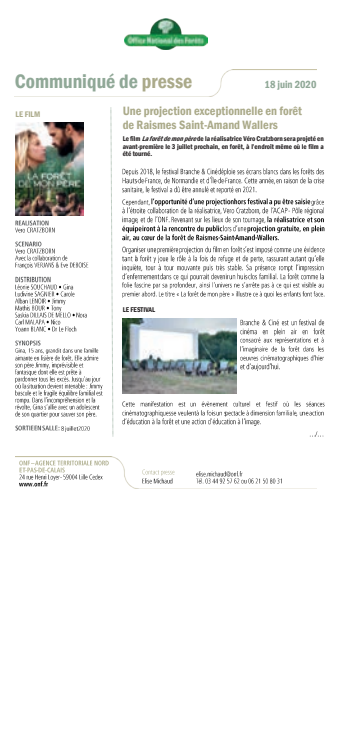 Office National des Forêts
Communiqué de presse
18 juin 2020
LE FILM
LA FORÊT
DE MON PÈRE
REALISATION
Vero CRATZBORN
SCENARIO
Vero CRATZBORN
Avec la collaboration de
François VERJANS & Eve DEBOISE
DISTRIBUTION
Léonie SOUCHAUD • Gina
Ludivine SAGNIER • Carole
Alban LENOIR • Jimmy
Mathis BOUR • Tony
Saskia DILLAIS DE MELO • Nora
Carl MALAPA • Nico
Yoann BLANC • Dr Le Floch
SYNOPSIS
Gina, 15 ans, grandit dans une famille
aimante en lisière de forêt. Elle admire
son père Jimmy, imprévisible et
fantasque dont elle est prête à
pardonner tous les excès. Jusqu'au jour
où la situation devient intenable : Jimmy
bascule et le fragile équilibre familial est
rompu. Dans l'incompréhension et la
révolte, Gina s'allie avec un adolescent
de son quartier pour sauver son père.
SORTIE EN SALLE: 8 juillet 2020
Une projection exceptionnelle en forêt
de Raismes Saint-Amand Wallers
Le film La forêt de mon père de la réalisatrice Véro Cratzborn sera projeté en
avant-première le 3 juillet prochain, en forêt, à l'endroit même où le film a
été tourné.
Depuis 2018, le festival Branche & Ciné déploie ses écrans blancs dans les forêts des
Hauts-de-France, de Normandie et d'Île-de-France. Cette année, en raison de la crise
sanitaire, le festival a dû être annulé et reporté en 2021.
Cependant, l'opportunité d'une projection hors festival a pu être saisie grâce
à l'étroite collaboration de la réalisatrice, Vero Cratzborn, de l'ACAP - Pôle régional
image, et de l'ONF. Revenant sur les lieux de son tournage, la réalisatrice et son
équipe iront à la rencontre du public lors d'une projection gratuite, en plein
air, au cœur de la forêt de Raismes-Saint-Amand-Wallers.
Organiser une première projection du film en forêt s'est imposé comme une évidence
tant la forêt y joue le rôle à la fois de refuge et de perte, rassurant autant qu'elle
inquiète, tour à tour mouvante puis très stable. Sa présence rompt l'impression
d'enfermement dans ce qui pourrait devenir un huis clos familial. La forêt comme la
folie fascine par sa profondeur, ainsi l'univers ne s'arrête pas à ce qui est visible au
premier abord. Le titre « La forêt de mon père » illustre ce à quoi les enfants font face.
LE FESTIVAL
Branche & Ciné est un festival de
cinéma en plein air en forêt
consacré aux représentations et à
l'imaginaire de la forêt dans les
œuvres cinématographiques d'hier
et d'aujourd'hui.
Cette manifestation est un événement culturel et festif où les séances
cinématographiques se veulent à la fois un spectacle à dimension familiale, une action
d'éducation à la forêt et une action d'éducation à l'image.
.../...
ONF – AGENCE TERRITORIALE NORD
ET-PAS-DE-CALAIS
24 rue Henri Loyer - 59004 Lille Cedex
www.onf.fr
Contact presse
Elise Michaud
elise.michaud@onf.fr
Tél. 03 44 92 57 62 ou 06 21 50 80 31